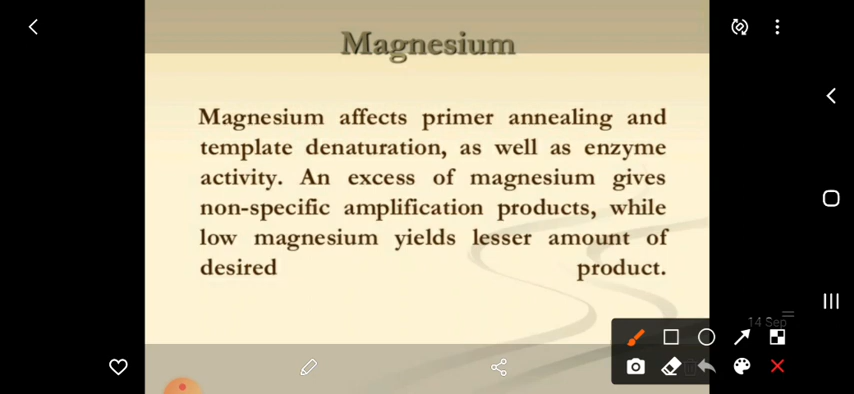 Magnesium
Magnesium affects primer annealing and
template denaturation, as well as enzyme
activity. An excess of magnesium gives
non-specific amplification products, while
low magnesium yields lesser amount of
desired product.
14 Sep